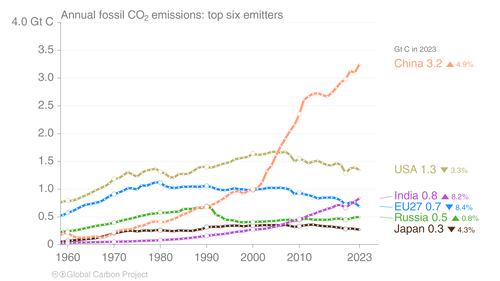 Annual fossil CO₂ emissions: top six emitters
4.0 Gt C
3.5
3.0
2.5
2.0
1.5
1
0.5
0
1960 1970 1980 1990 2000 2010 2023
Gt C in 2023
China 3.2 ▲ 4.9%
USA 1.3 ▼ 3.3%
India 0.8 ▲ 8.2%
EU27 0.7 ▼ 8.4%
Russia 0.5 ▲ 0.8%
Japan 0.3 ▼ 4.3%
Global Carbon Project